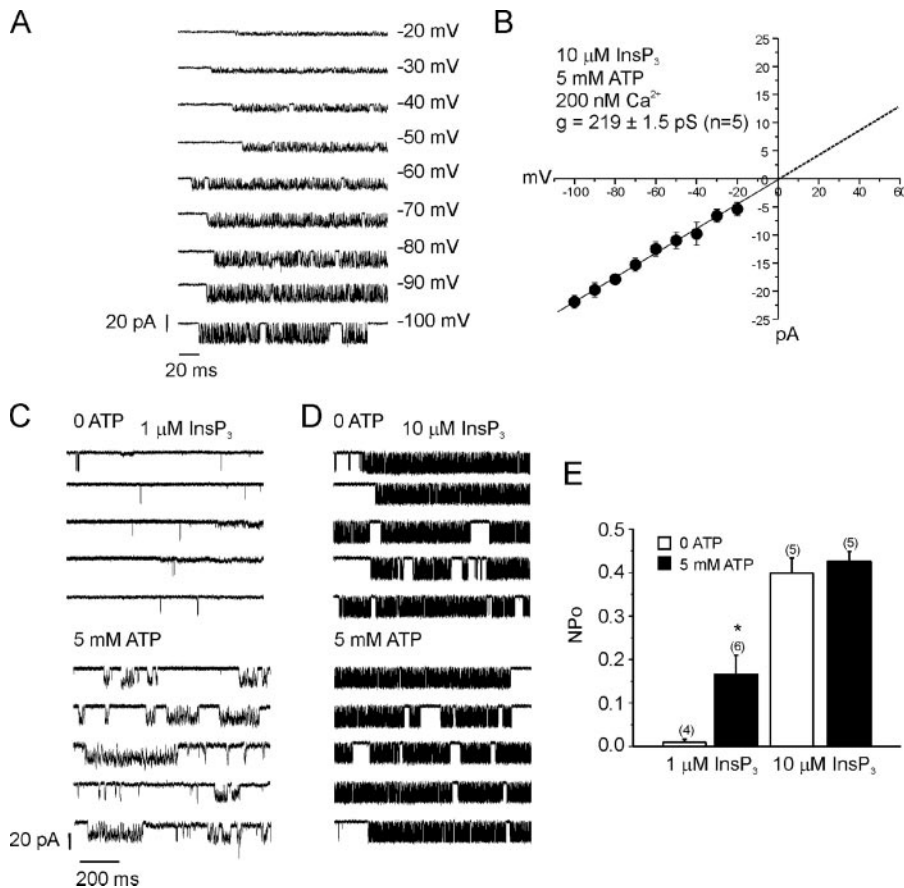 A
-20 mV
-30 mV
-40 mV
-50 mV
-60 mV
-70 mV
-80 mV
-90 mV
-100 mV
20 pA
20 ms
B
10 μM InsP₃
5 mM ATP
200 nM Ca²⁺
g = 219 ± 1.5 pS (n=5)
25
20
15
10
5
0
-5
-10
-15
-20
-25
mV
-100 -80 -60 -40 -20 0 20 40 60
pA
C
0 ATP
1 μM InsP₃
5 mM ATP
20 pA
200 ms
D
0 ATP
10 μM InsP₃
5 mM ATP
E
0.5
0.4
0.3
0.2
0.1
0.0
NPo
0 ATP
5 mM ATP
(4)
*
(6)
(5)
(5)
1 μM InsP₃ 10 μM InsP₃